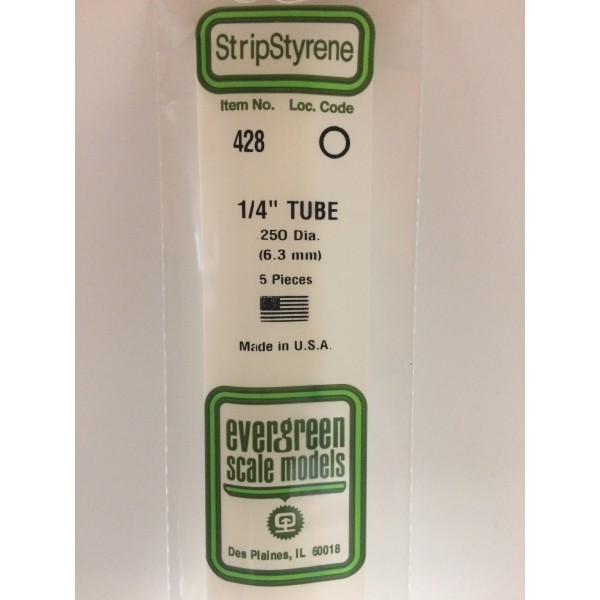 StripStyrene
Item No. Loc. Code
428
1/4" TUBE
.250 Dia.
(6.3 mm)
5 Pieces
Made in U.S.A.
evergreen
scale models
Des Plaines, IL 60018